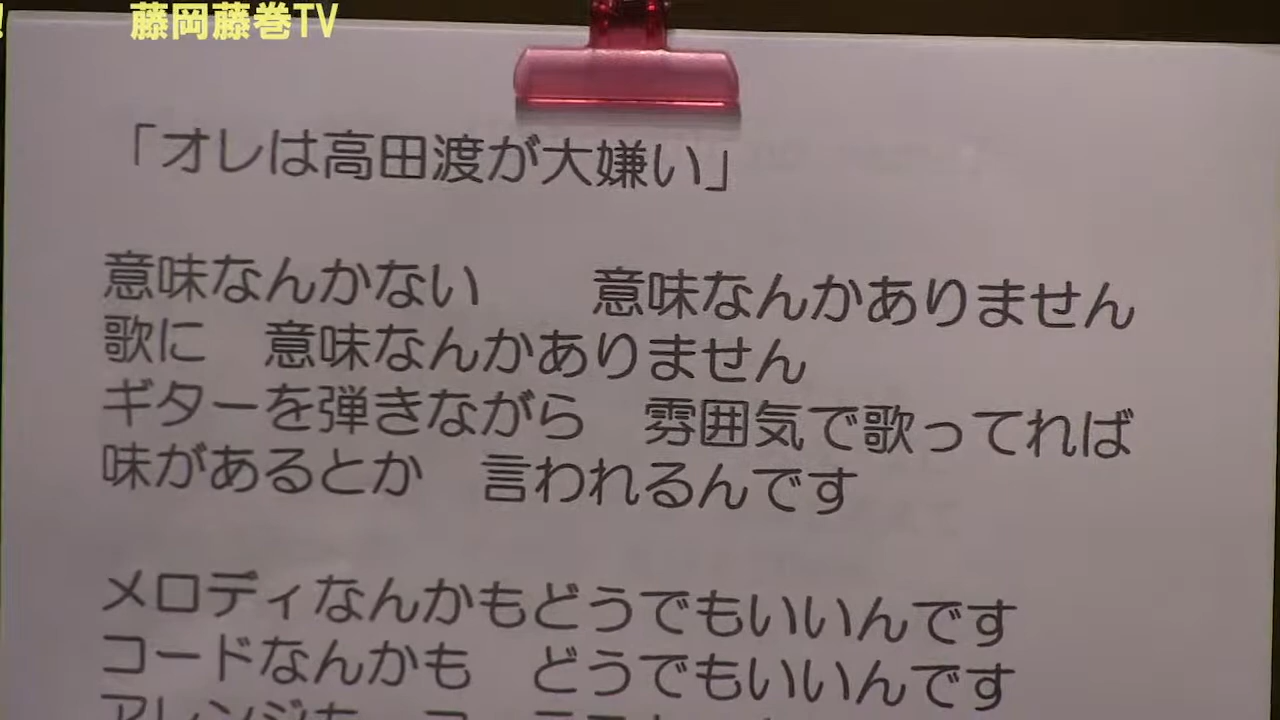 藤岡藤巻TV
「オレは高田渡が大嫌い」
意味なんかない　　意味なんかありません
歌に　意味なんかありません
ギターを弾きながら　雰囲気で歌ってれば
味があるとか　言われるんです
メロディなんかもどうでもいいんです
コードなんかも　どうでもいいんです